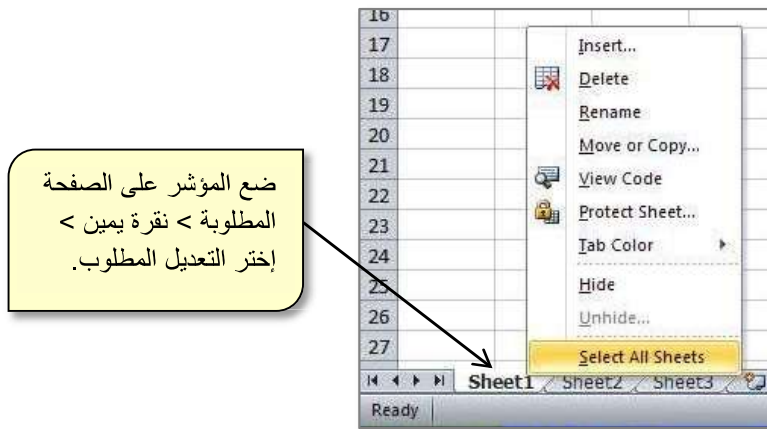 ضع المؤشر على الصفحة
المطلوبة > نقرة يمين >
إختر التعديل المطلوب.
16
17
18
19
20
21
22
23
24
25
26
27
Insert...
Delete
Rename
Move or Copy...
View Code
Protect Sheet...
Tab Color
Hide
Unhide...
Select All Sheets
Sheet1 Sheet2 Sheet3
Ready